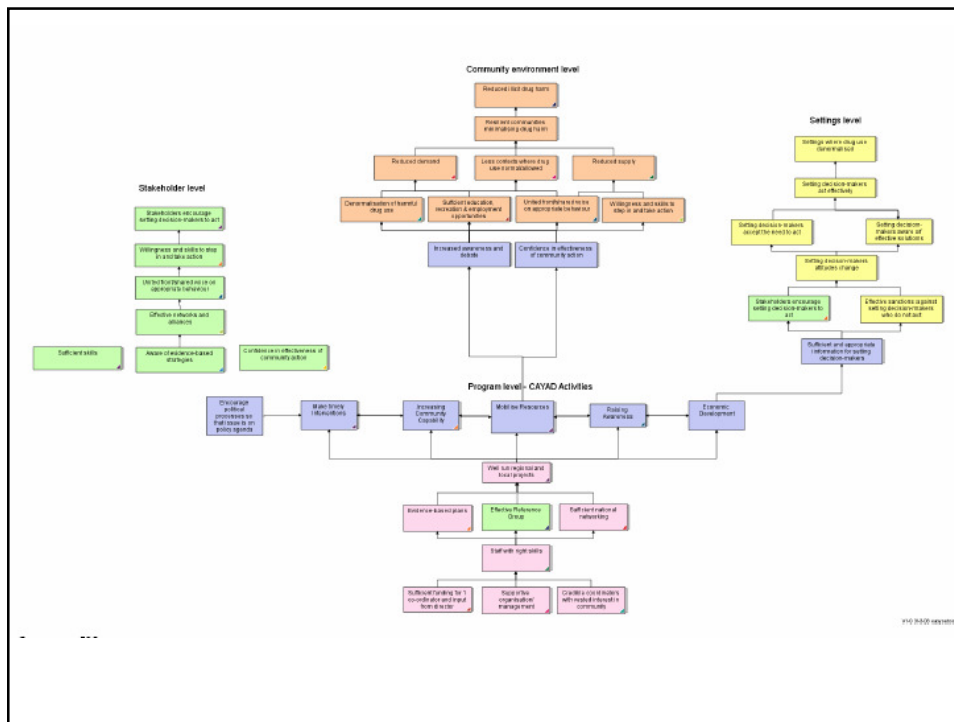 Community environment level
Reduced illicit drug harm
Resilient communities
minimalising drug harm
Reduced demand
Less contexts where drug
use normal/allowed
Reduced supply
Denormalisation of harmful
drug use
Sufficient education,
recreation & employment
opportunities
United front/shared voice
on appropriate behaviour
Willingness and skills to
step in and take action
Increased awareness and
debate
Confidence in effectiveness
of community action
Stakeholder level
Stakeholders encourage
setting decision-makers to act
Willingness and skills to step
in and take action
United front/shared voice on
appropriate behaviour
Effective networks and
alliances
Sufficient skills
Aware of evidence-based
strategies
Confidence in effectiveness of
community action
Settings level
Settings where drug use
denormalised
Setting decision-makers
act effectively
Setting decision-makers
accept the need to act
Setting decision-
makers aware of
effective solutions
Setting decision-makers
attitudes change
Stakeholders encourage
setting decision-makers to
act
Effective sanctions against
setting decision-makers
who do not act
Sufficient and appropriate
information for setting
decision-makers
Program level - CAYAD Activities
Encourage
political
processes so
that issue is on
policy agenda
Make timely
interventions
Increasing
Community
Capability
Mobilise Resources
Raising
Awareness
Economic
Development
Well run regional and
local projects
Evidence-based plans
Effective Reference
Group
Sufficient national
networking
Staff with right skills
Sufficient funding for 1
co-ordinator and input
from director
Supportive
organisation/
management
Credible coordinators
with vested interest in
community